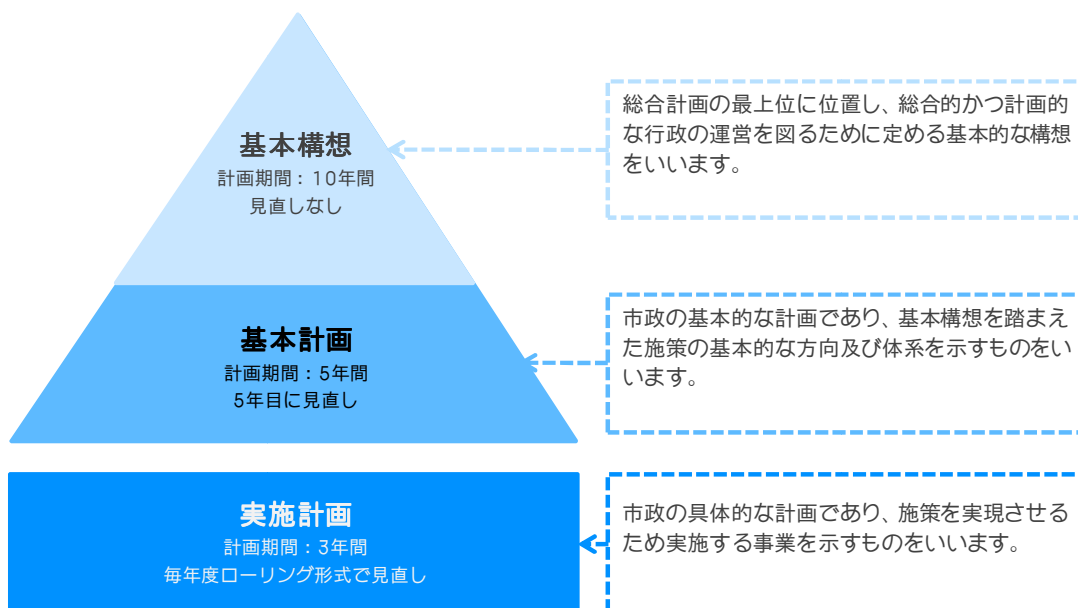 基本構想
計画期間：10年間
見直しなし
総合計画の最上位に位置し、総合的かつ計画的
な行政の運営を図るために定める基本的な構想
をいいます。
基本計画
計画期間：5年間
5年目に見直し
市政の基本的な計画であり、基本構想を踏まえ
た施策の基本的な方向及び体系を示すものをい
います。
実施計画
計画期間：3年間
毎年度ローリング形式で見直し
市政の具体的な計画であり、施策を実現させる
ため実施する事業を示すものをいいます。